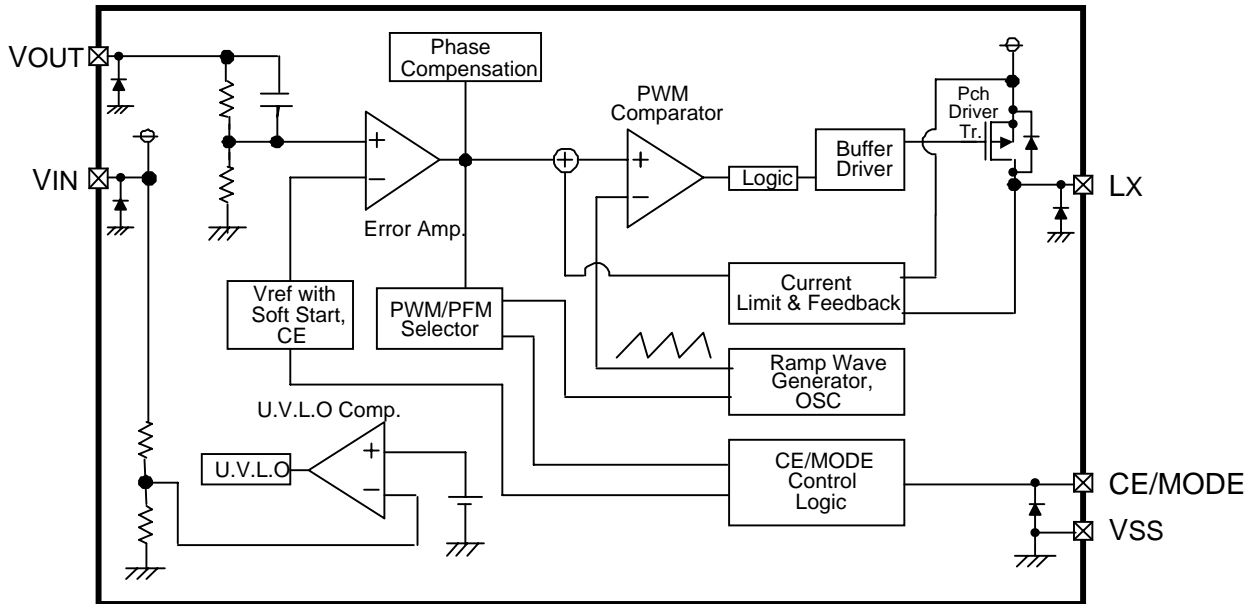 VOUT
VIN
Phase
Compensation
+
−
Error Amp.
PWM
Comparator
+
−
Logic
Buffer
Driver
Pch
Driver
Tr.
LX
Vref with
Soft Start,
CE
PWM/PFM
Selector
Current
Limit & Feedback
Ramp Wave
Generator,
OSC
U.V.L.O Comp.
U.V.L.O
+
−
CE/MODE
Control
Logic
CE/MODE
VSS